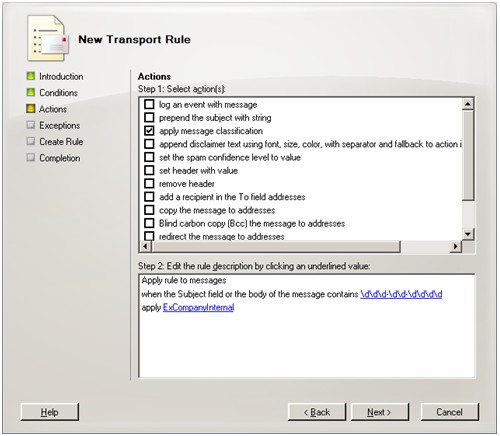 New Transport Rule
Introduction
Conditions
Actions
Exceptions
Create Rule
Completion
Actions
Step 1: Select action(s):
log an event with message
prepend the subject with string
apply message classification
append disclaimer text using font, size, color, with separator and fallback to action i
set the spam confidence level to value
set header with value
remove header
add a recipient in the To field addresses
copy the message to addresses
Blind carbon copy (Bcc) the message to addresses
redirect the message to addresses
Step 2: Edit the rule description by clicking an underlined value:
Apply rule to messages
when the Subject field or the body of the message contains \d\d\d-\d\d-\d\d\d\d
apply ExCompanyInternal
Help
< Back
Next >
Cancel